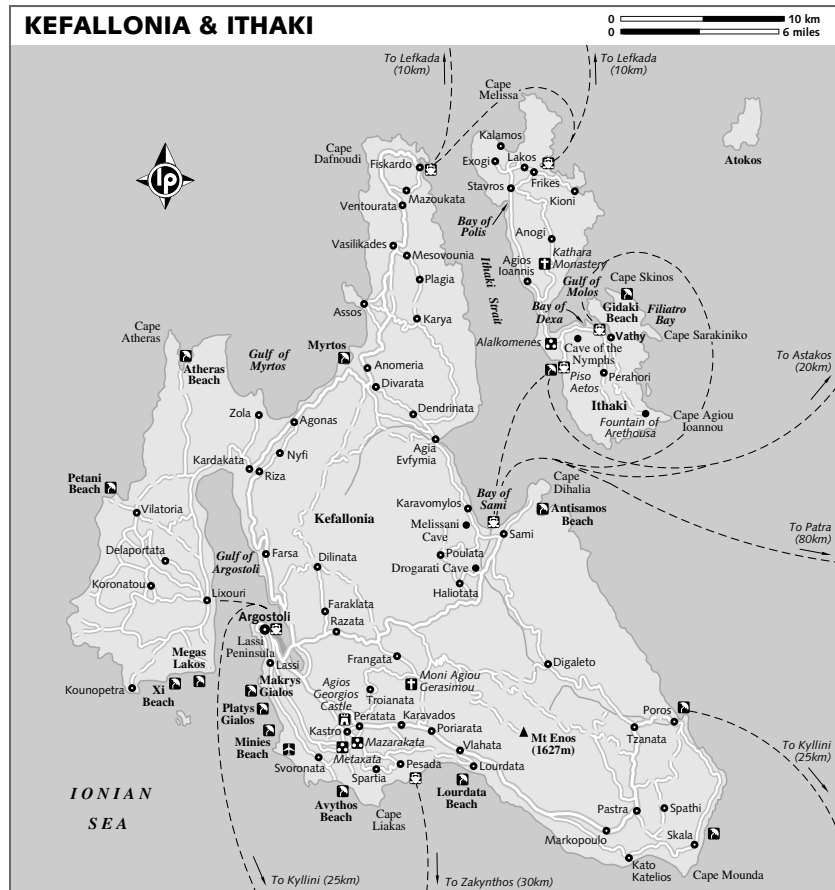 KEFALLONIA & ITHAKI
0 10 km
0 6 miles
To Lefkada
(10km)
To Lefkada
(10km)
Cape
Melissa
Atokos
lp
Cape
Dafnoudi
Fiskardo
Mazoukata
Ventourata
Vasilikades
Mesovounia
Plagia
Assos
Karya
Kalamos
Exogi
Lakos
Frikes
Stavros
Kioni
Bay of
Polis
Anogi
Kathara
Monastery
Agios
Ioannis
Ithaki Strait
Gulf of
Molos
Cape Skinos
Gidaki
Beach
Filiatro
Bay
Bay of
Dexa
Vathy
Cape Sarakiniko
Alalkomenes
Cave of the
Nymphs
Piso
Aetos
Perahori
Ithaki
Fountain of
Arethousa
Cape Agiou
Ioannou
To Astakos
(20km)
Cape
Atheras
Atheras
Beach
Gulf of
Myrtos
Myrtos
Anomeria
Divarata
Dendrinata
Zola
Agonas
Agia
Evfymia
Nyfi
Kardakata
Riza
Petani
Beach
Vilatoria
Kefallonia
Karavomylos
Bay of
Sami
Cape
Dihalia
Antisamos
Beach
Melissani
Cave
Sami
To Patra
(80km)
Delaportata
Gulf of
Argostoli
Farsa
Dilinata
Poulata
Drogarati Cave
Koronatou
Haliotata
Lixouri
Argostoli
Faraklata
Razata
Lassi
Peninsula
Lassi
Megas
Lakos
Frangata
Moni Agiou
Gerasimou
Digaleto
Kounopetra
Xi
Beach
Makrys
Gialos
Agios
Georgios
Castle
Troianata
Platys
Gialos
Peratata
Karavados
Poriarata
Poros
Minies
Beach
Kastro
Mazarakata
Mt Enos
(1627m)
Tzanata
Vlahata
Metaxata
Svoronata
Spartia
Pesada
Lourdata
To Kyllini
(25km)
IONIAN
SEA
Avythos
Beach
Cape
Liakas
Lourdata
Beach
Pastra
Spathi
Markopoulo
Skala
Kato
Katelios
Cape Mounda
To Kyllini (25km)
To Zakynthos (30km)